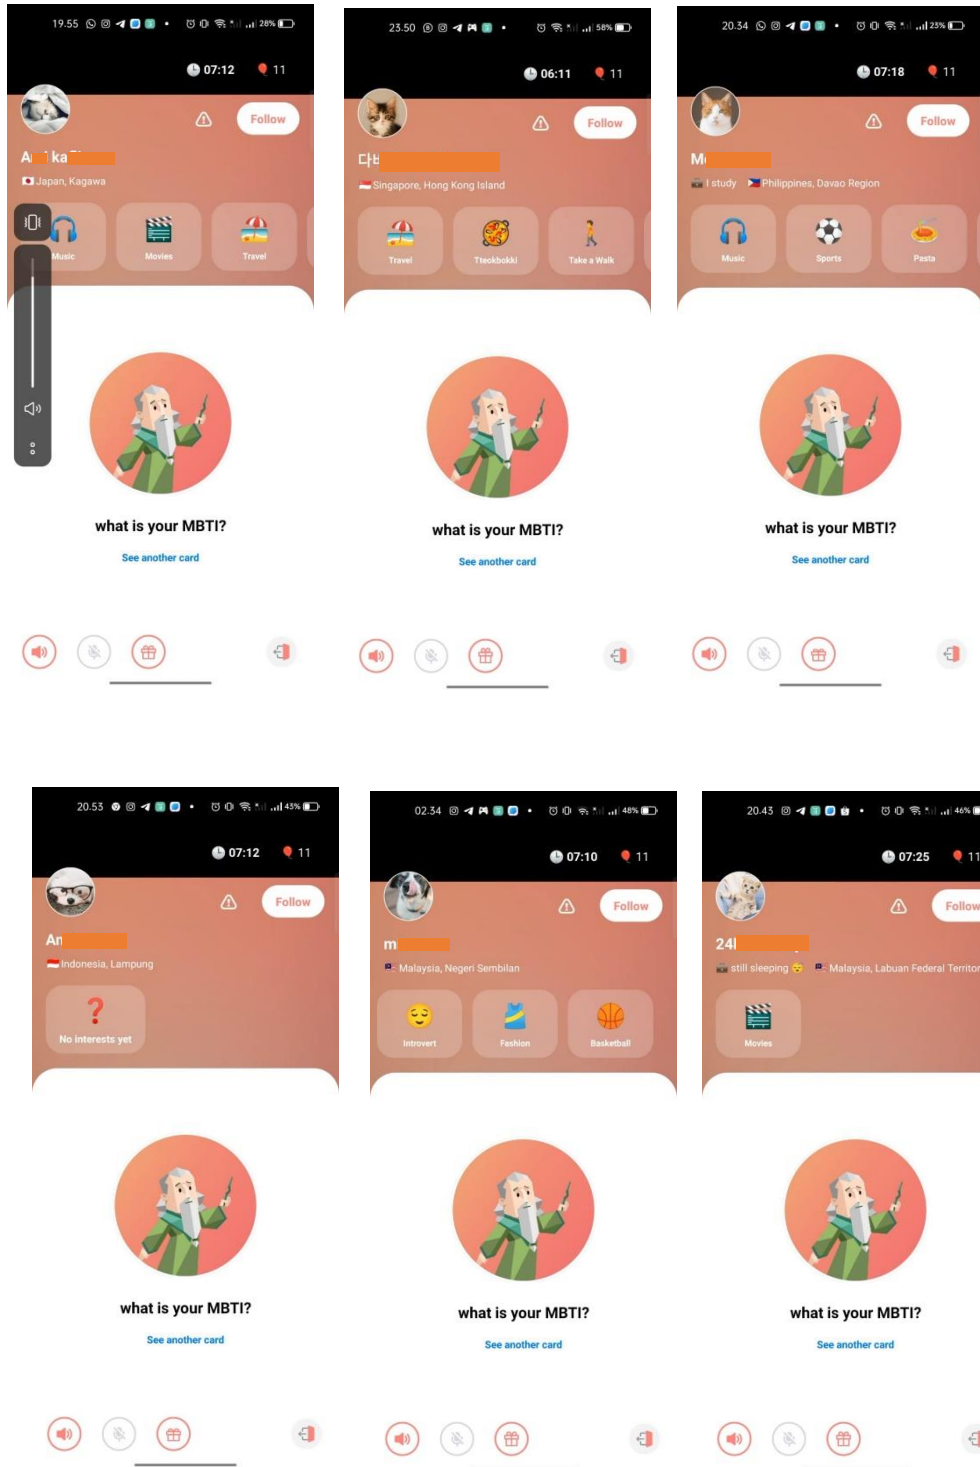 19.55 28%
07:12 11
Follow
ka
Japan, Kagawa
Music Movies Travel
what is your MBTI?
See another card
23.50 58%
06:11 11
Follow
다
Singapore, Hong Kong Island
Travel Tteokbokki Take a Walk
what is your MBTI?
See another card
20.34 23%
07:18 11
Follow
M
I study Philippines, Davao Region
Music Sports Pasta
what is your MBTI?
See another card
20.53 43%
07:12 11
Follow
An
Indonesia, Lampung
No interests yet
what is your MBTI?
See another card
02.34 48%
07:10 11
Follow
m
Malaysia, Negeri Sembilan
Introvert Fashion Basketball
what is your MBTI?
See another card
20.43 46%
07:25 11
Follow
24
still sleeping Malaysia, Labuan Federal Territor
Movies
what is your MBTI?
See another card